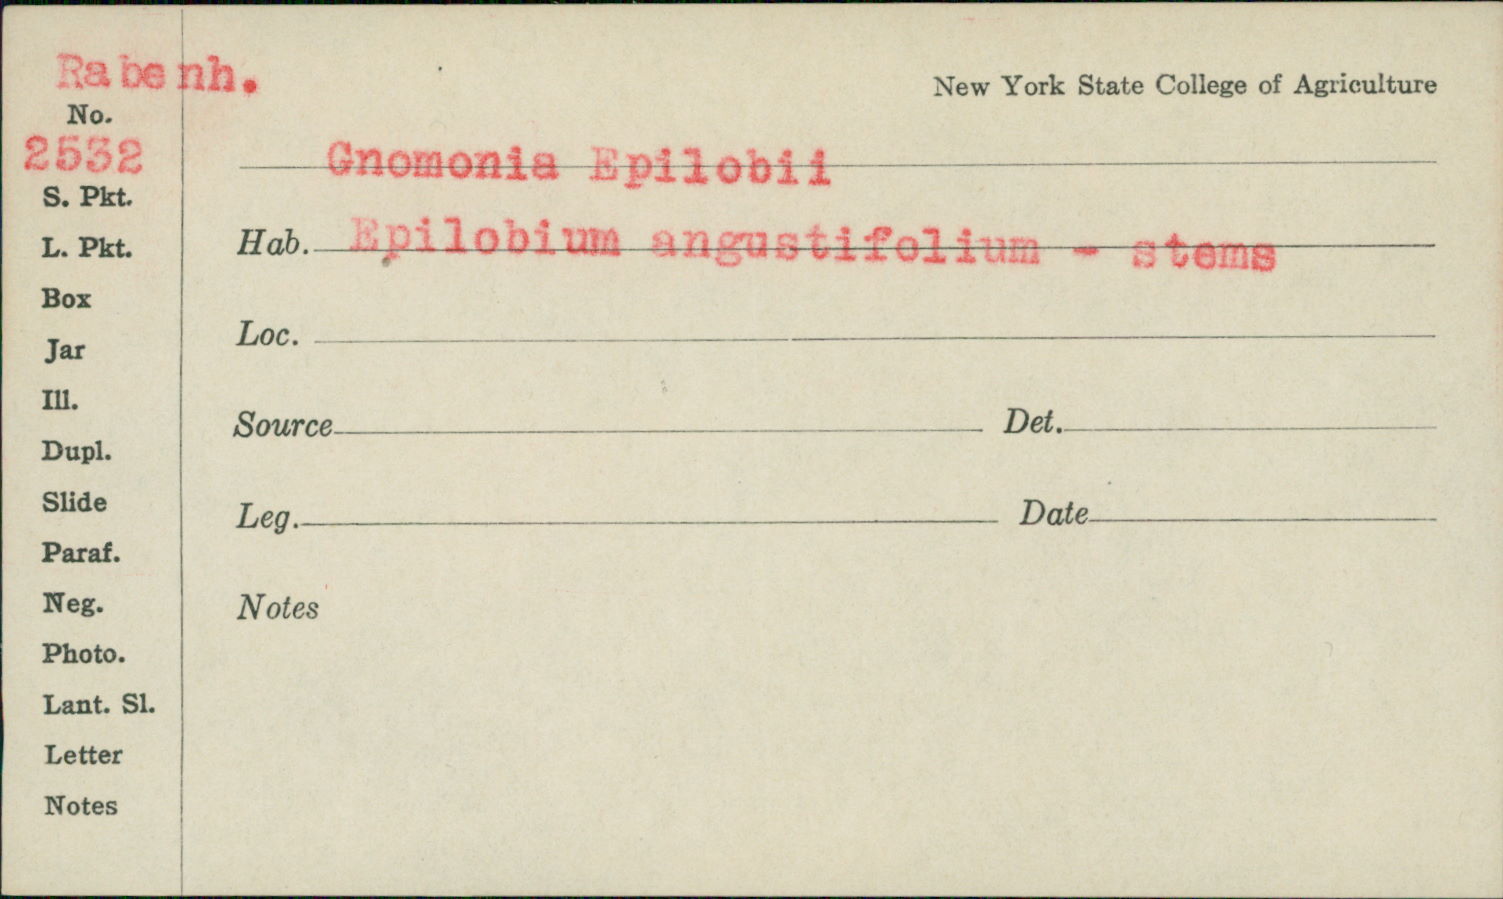 Rabenh.
New York State College of Agriculture
No.
2532
Gnomonia Epilobii
S. Pkt.
Hab. Epilobium angustifolium - stems
L. Pkt.
Box
Loc.
Jar
Ill.
Source Det.
Dupl.
Slide
Leg. Date
Paraf.
Neg.
Notes
Photo.
Lant. Sl.
Letter
Notes